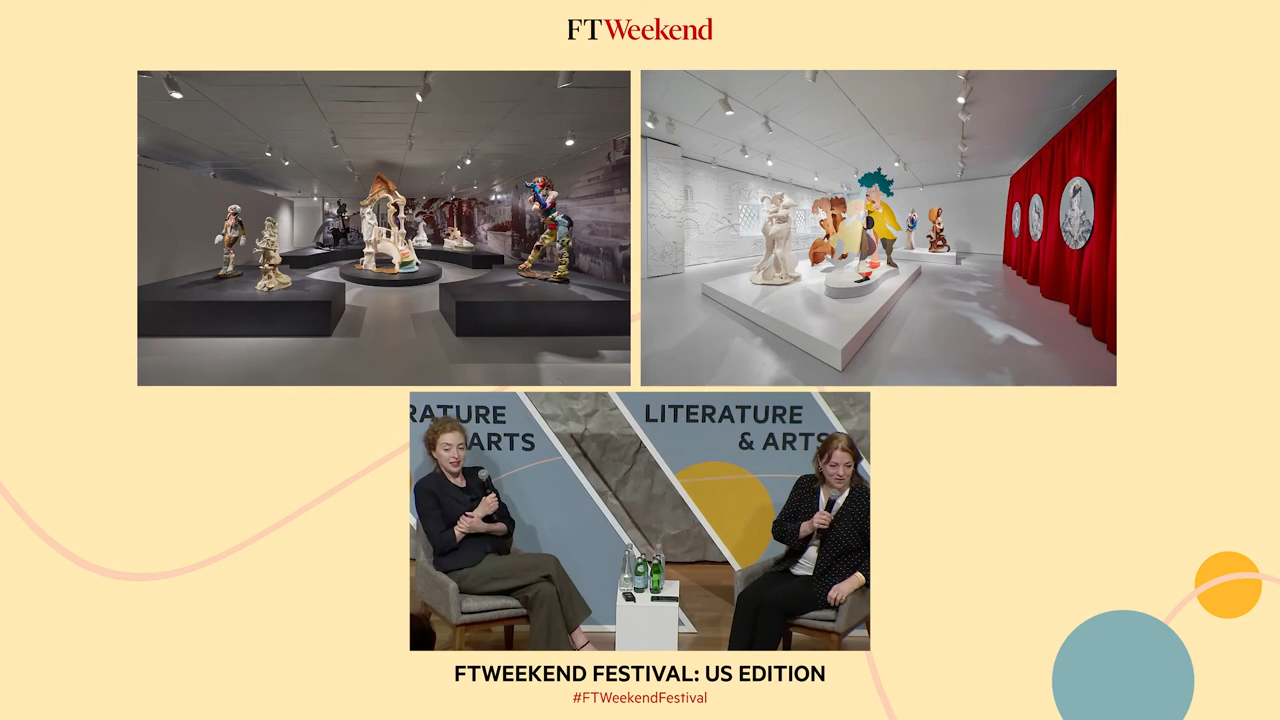 FTWeekend
RATURE
ARTS
LITERATURE
& ARTS
FTWEEKEND FESTIVAL: US EDITION
#FTWeekendFestival